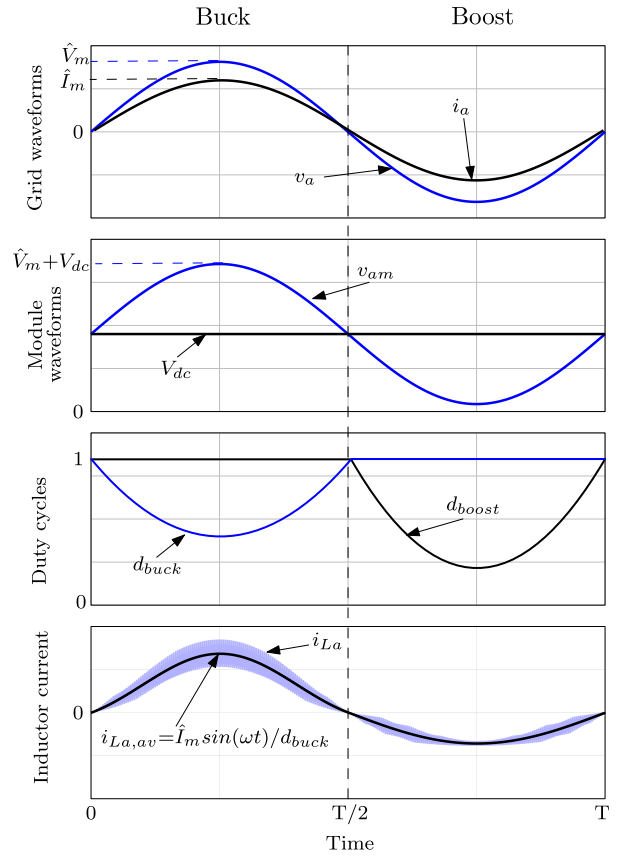 Buck Boost
V̂m
Îm
0
Grid waveforms
ia
va
V̂m+Vdc
vam
Module
waveforms
Vdc
0
1
Duty cycles
dboost
dbuck
0
iLa
Inductor current
0
iLa,av=Îmsin(ωt)/dbuck
0 T/2 T
Time